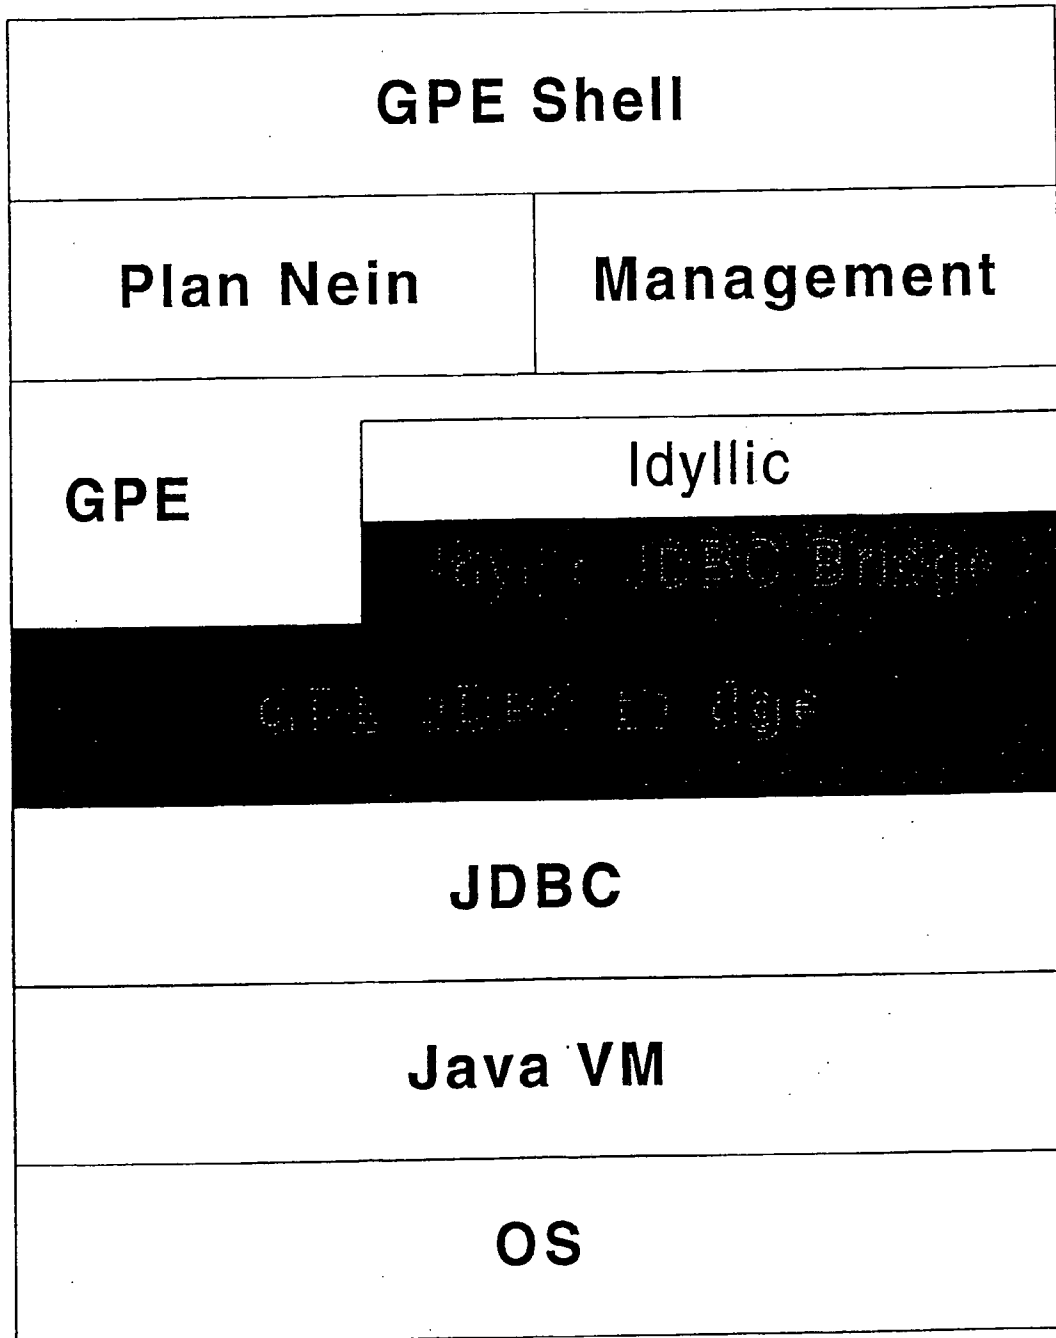 GPE Shell
Plan Nein
Management
GPE
Idyllic
JDBC Bridge
JDBC
Java VM
OS